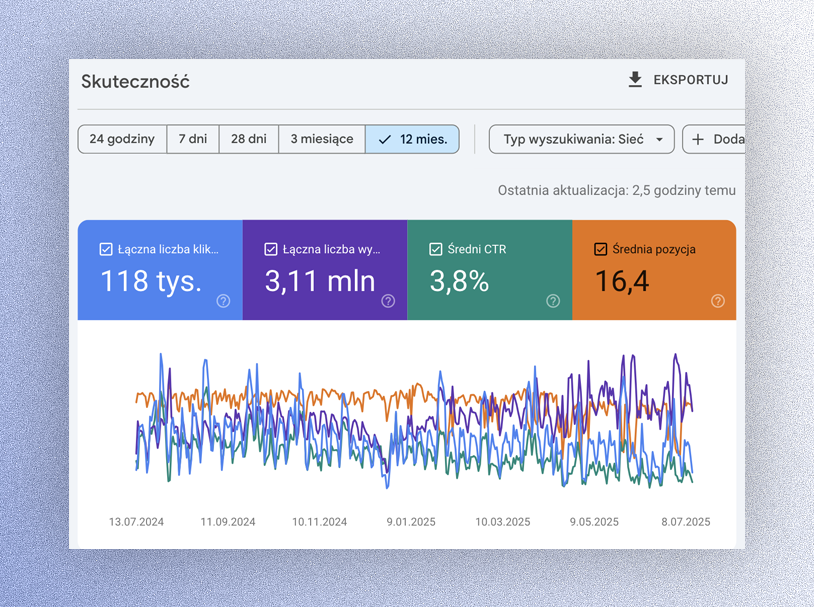 Skuteczność
EKSPORTUJ
24 godziny 7 dni 28 dni 3 miesiące 12 mies. Typ wyszukiwania: Sieć + Doda
Ostatnia aktualizacja: 2,5 godziny temu
Łączna liczba klik... Łączna liczba wy... Średni CTR Średnia pozycja
118 tys. 3,11 mln 3,8% 16,4
13.07.2024 11.09.2024 10.11.2024 9.01.2025 10.03.2025 9.05.2025 8.07.2025